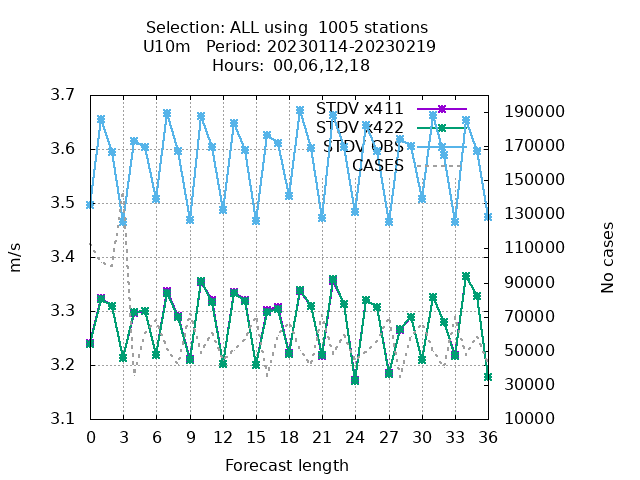 Selection: ALL using  1005 stations
U10m   Period: 20230114-20230219
Hours:  00,06,12,18
STDV x411
STDV x422
STDV OBS
CASES
3.7
3.6
3.5
3.4
3.3
3.2
3.1
190000
170000
150000
130000
110000
90000
70000
50000
30000
10000
m/s
No cases
0 3 6 9 12 15 18 21 24 27 30 33 36
Forecast length